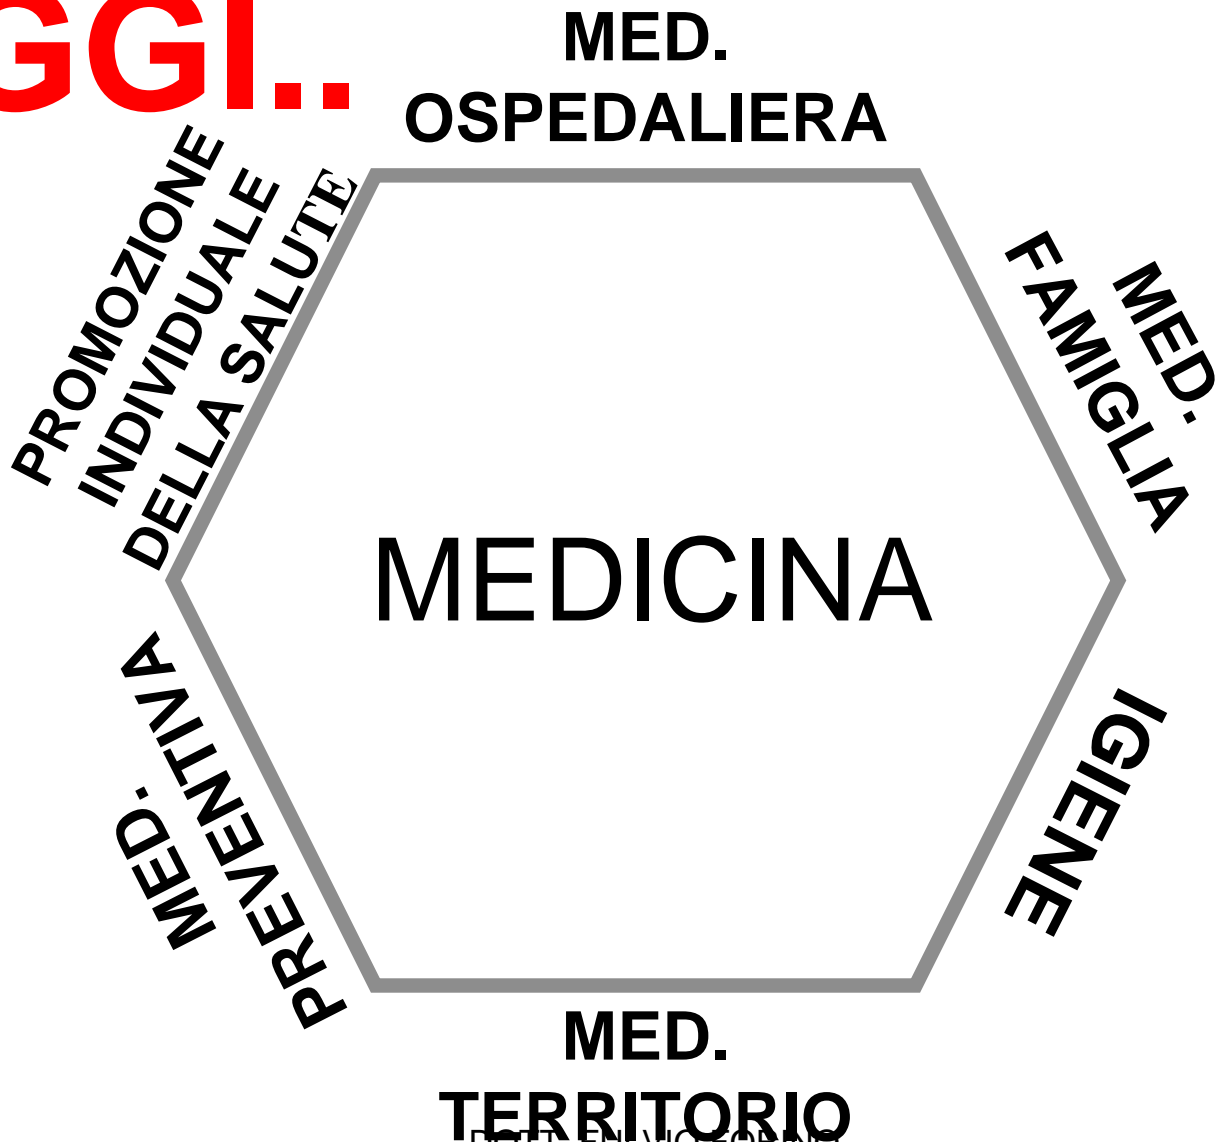 GGI..
MED.
OSPEDALIERA
PROMOZIONE
INDIVIDUALE
DELLA SALUTE
MED.
FAMIGLIA
MEDICINA
IGIENE
MED.
PREVENTIVA
MED.
TERRITORIO